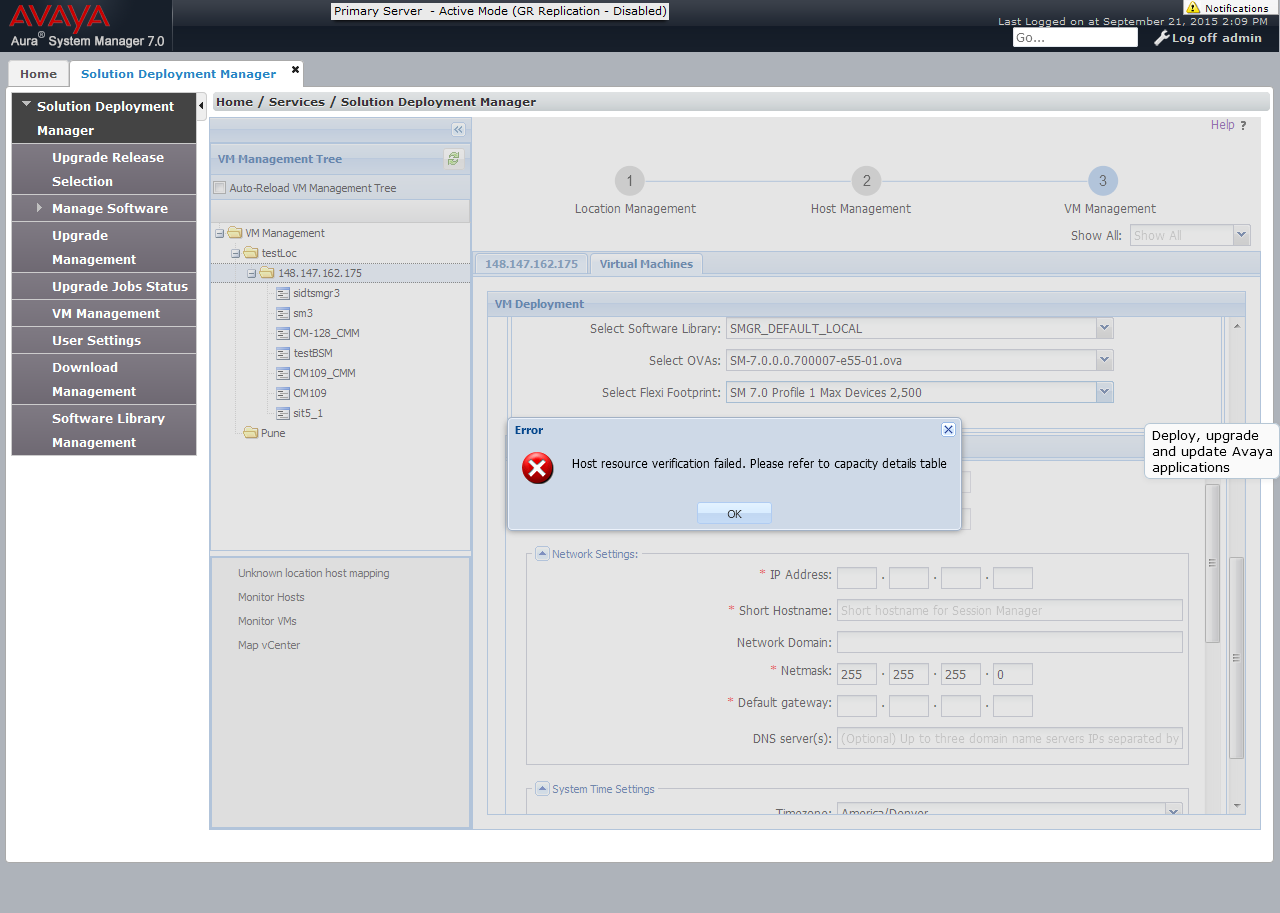 AVAYA
Aura® System Manager 7.0
Primary Server - Active Mode (GR Replication - Disabled)
Notifications
Last Logged on at September 21, 2015 2:09 PM
Go...
Log off admin
Home
Solution Deployment Manager
Solution Deployment
Manager
Upgrade Release
Selection
Manage Software
Upgrade
Management
Upgrade Jobs Status
VM Management
User Settings
Download
Management
Software Library
Management
Home / Services / Solution Deployment Manager
Help ?
VM Management Tree
Auto-Reload VM Management Tree
VM Management
testLoc
148.147.162.175
sidtsmgr3
sm3
CM-128_CMM
testBSM
CM109_CMM
CM109
sit5_1
Pune
Unknown location host mapping
Monitor Hosts
Monitor VMs
Map vCenter
1
2
3
Location Management
Host Management
VM Management
Show All: Show All
148.147.162.175
Virtual Machines
VM Deployment
Select Software Library: SMGR_DEFAULT_LOCAL
Select OVAs: SM-7.0.0.0.700007-e55-01.ova
Select Flexi Footprint: SM 7.0 Profile 1 Max Devices 2,500
Error
Host resource verification failed. Please refer to capacity details table
OK
Deploy, upgrade
and update Avaya
applications
Network Settings:
* IP Address: . . .
* Short Hostname: Short hostname for Session Manager
Network Domain:
* Netmask: 255 . 255 . 255 . 0
* Default gateway: . . .
DNS server(s): (Optional) Up to three domain name servers IPs separated by
System Time Settings
Timezone: America/Denver